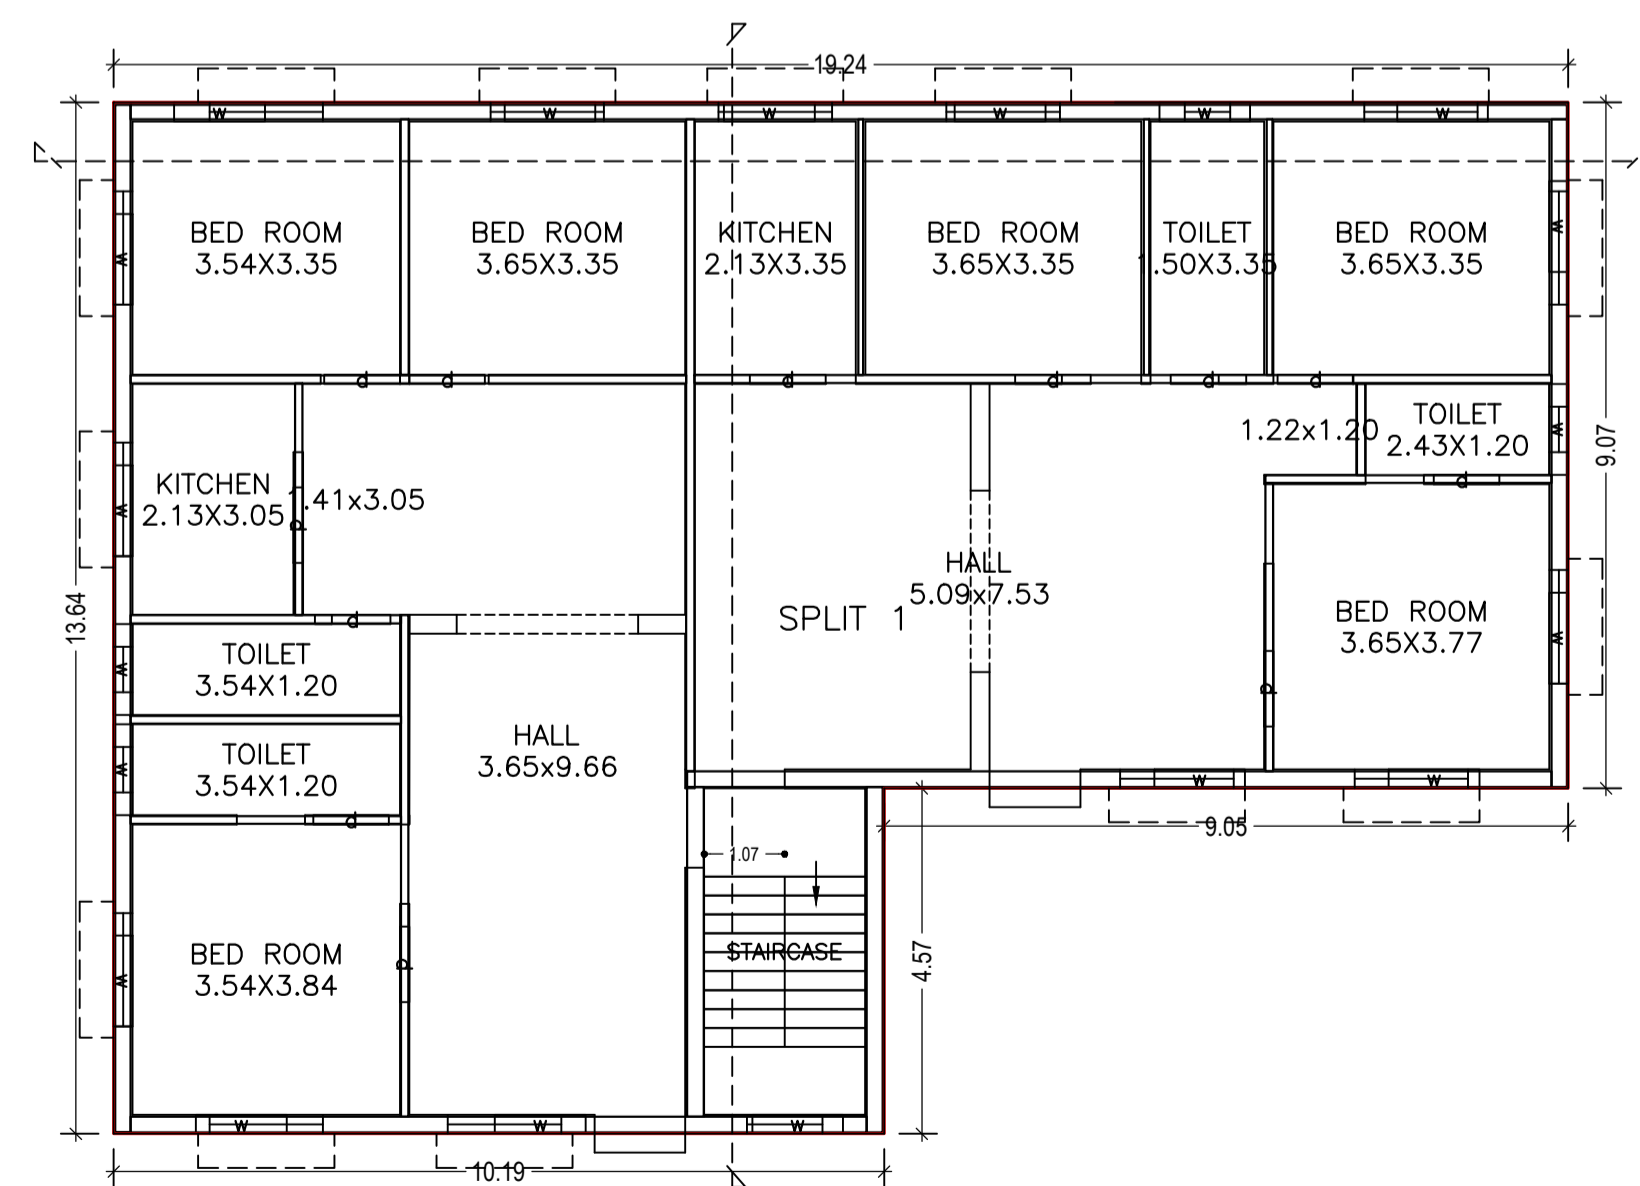 19.24
W W W W W W
BED ROOM
3.54X3.35
BED ROOM
3.65X3.35
KITCHEN
2.13X3.35
BED ROOM
3.65X3.35
TOILET
.50X3.35
BED ROOM
3.65X3.35
W
W
d d d d d d
TOILET
2.43X1.20
1.22x1.20
W
9.07
KITCHEN
2.13X3.05
.41x3.05
W
d
d
HALL
5.09x7.53
SPLIT 1
BED ROOM
3.65X3.77
W
d
13.64
d
TOILET
3.54X1.20
W
HALL
3.65x9.66
TOILET
3.54X1.20
W
d
W W
9.05
1.07
STAIRCASE
4.57
BED ROOM
3.54X3.84
W
d
W W W
10.19